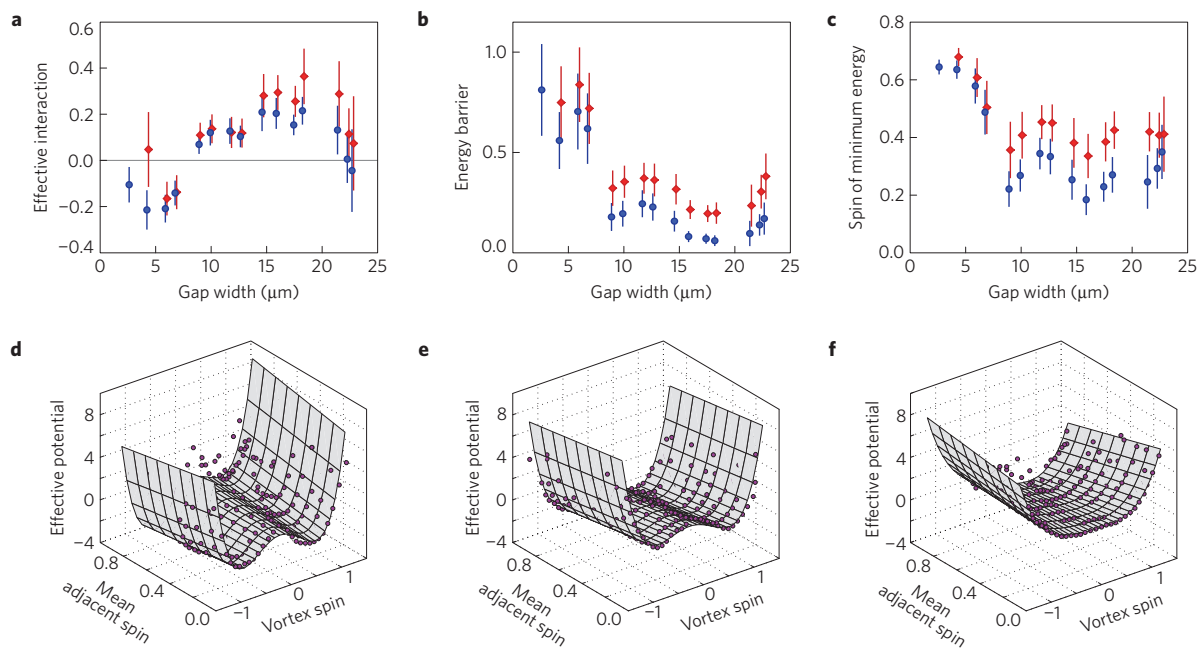 a
b
c
0.6
0.4
0.2
0.0
−0.2
−0.4
Effective interaction
0
5
10
15
20
25
Gap width (μm)
1.0
0.5
0.0
Energy barrier
0
5
10
15
20
25
Gap width (μm)
0.8
0.6
0.4
0.2
0
Spin of minimum energy
0
5
10
15
20
25
Gap width (μm)
d
e
f
8
4
0
−4
Effective potential
0.8
0.4
0.0
Mean
adjacent spin
−1
0
1
Vortex spin
8
4
0
−4
Effective potential
0.8
0.4
0.0
Mean
adjacent spin
−1
0
1
Vortex spin
8
4
0
−4
Effective potential
0.8
0.4
0.0
Mean
adjacent spin
−1
0
1
Vortex spin